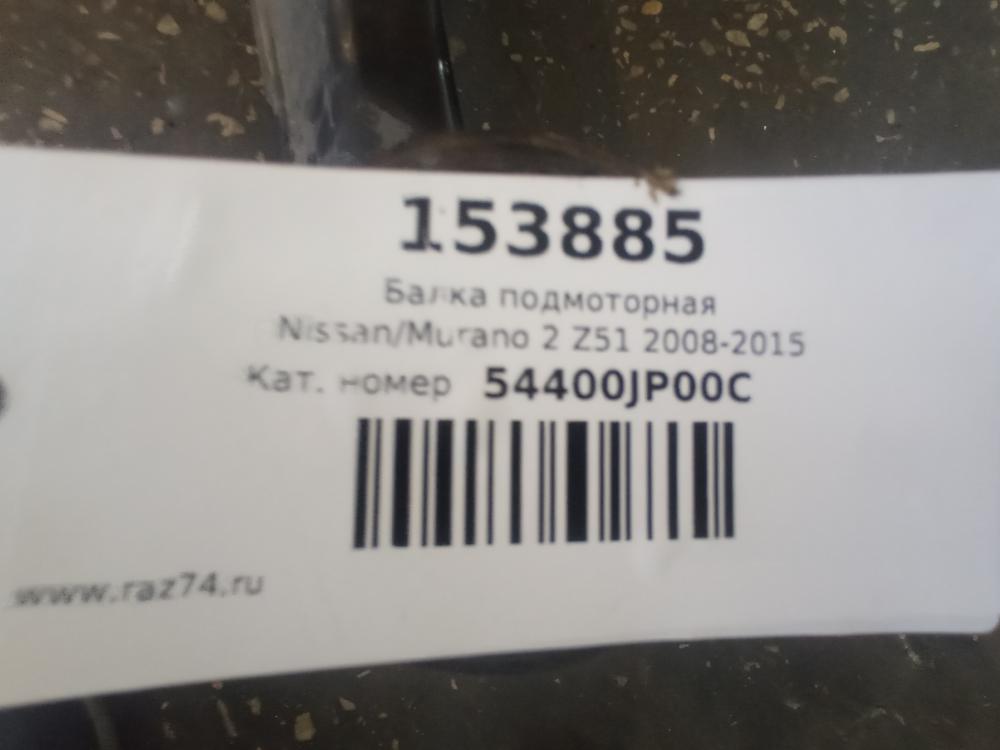 153885
Балка подмоторная
Nissan/Murano 2 Z51 2008-2015
Кат. номер 54400JP00C
www.raz74.ru